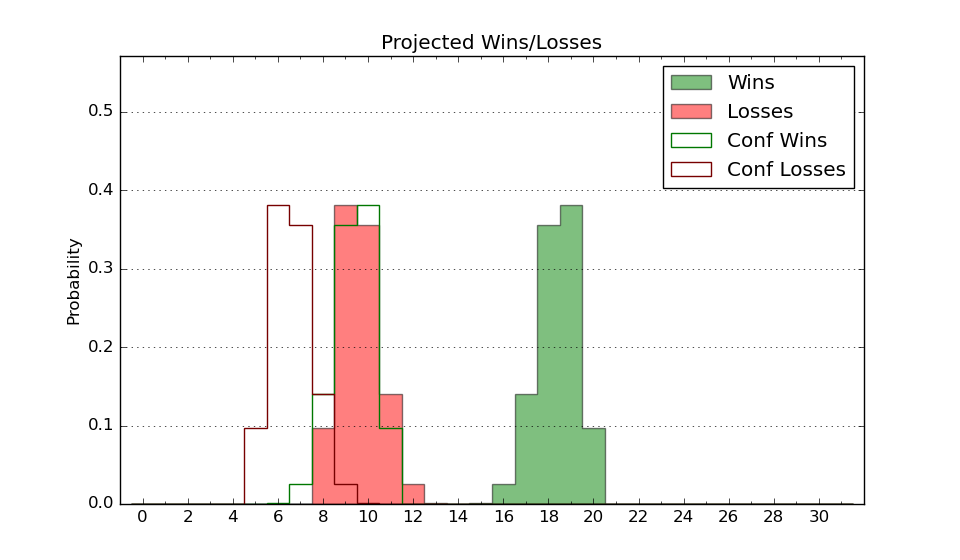 Projected Wins/Losses
Wins
Losses
Conf Wins
Conf Losses
Probability
0.5
0.4
0.3
0.2
0.1
0.0
0 2 4 6 8 10 12 14 16 18 20 22 24 26 28 30